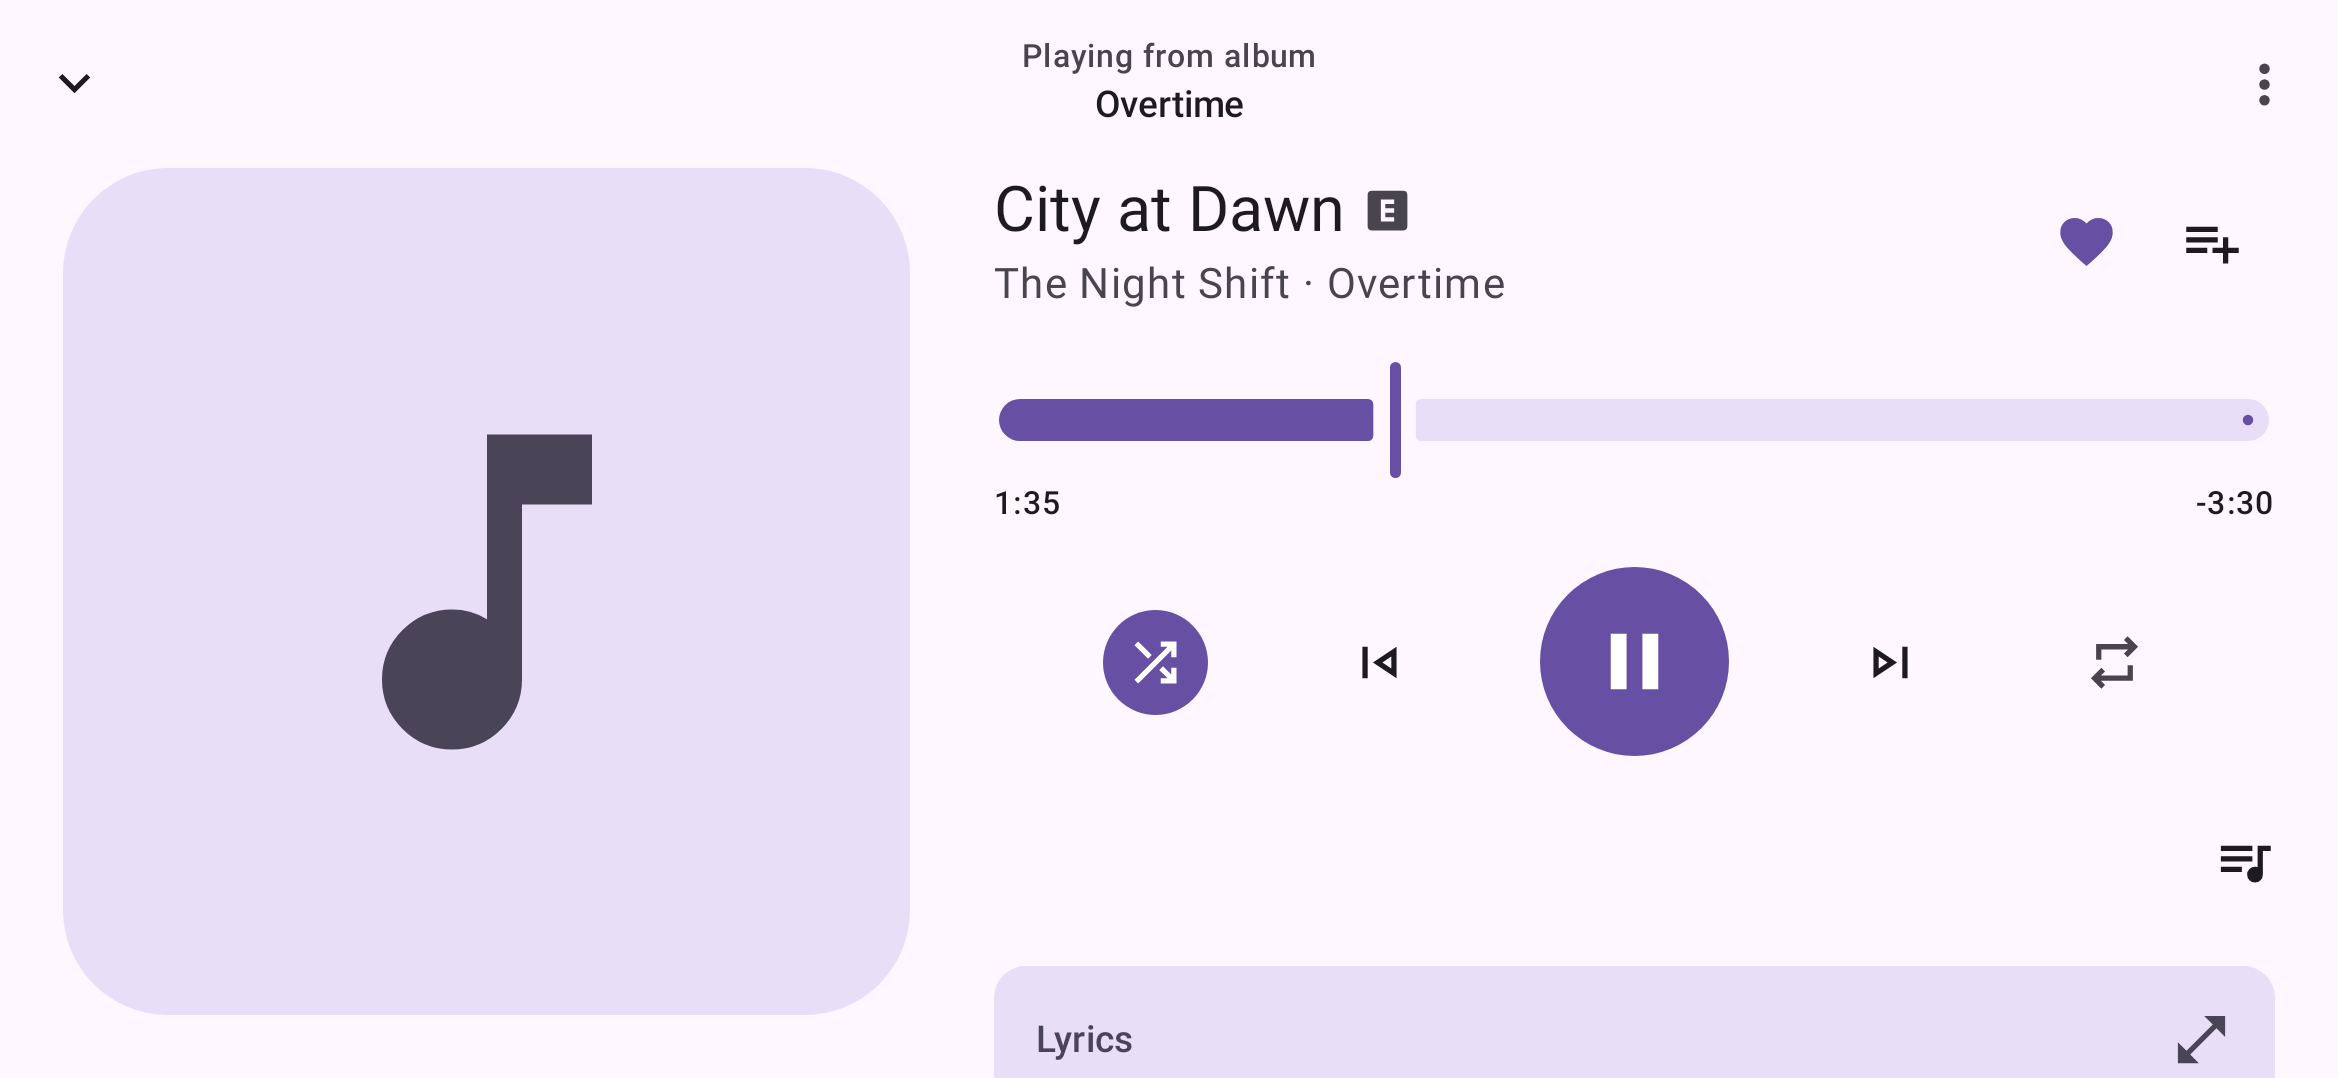 Playing from album
Overtime
City at Dawn E
The Night Shift · Overtime
1:35
-3:30
Lyrics